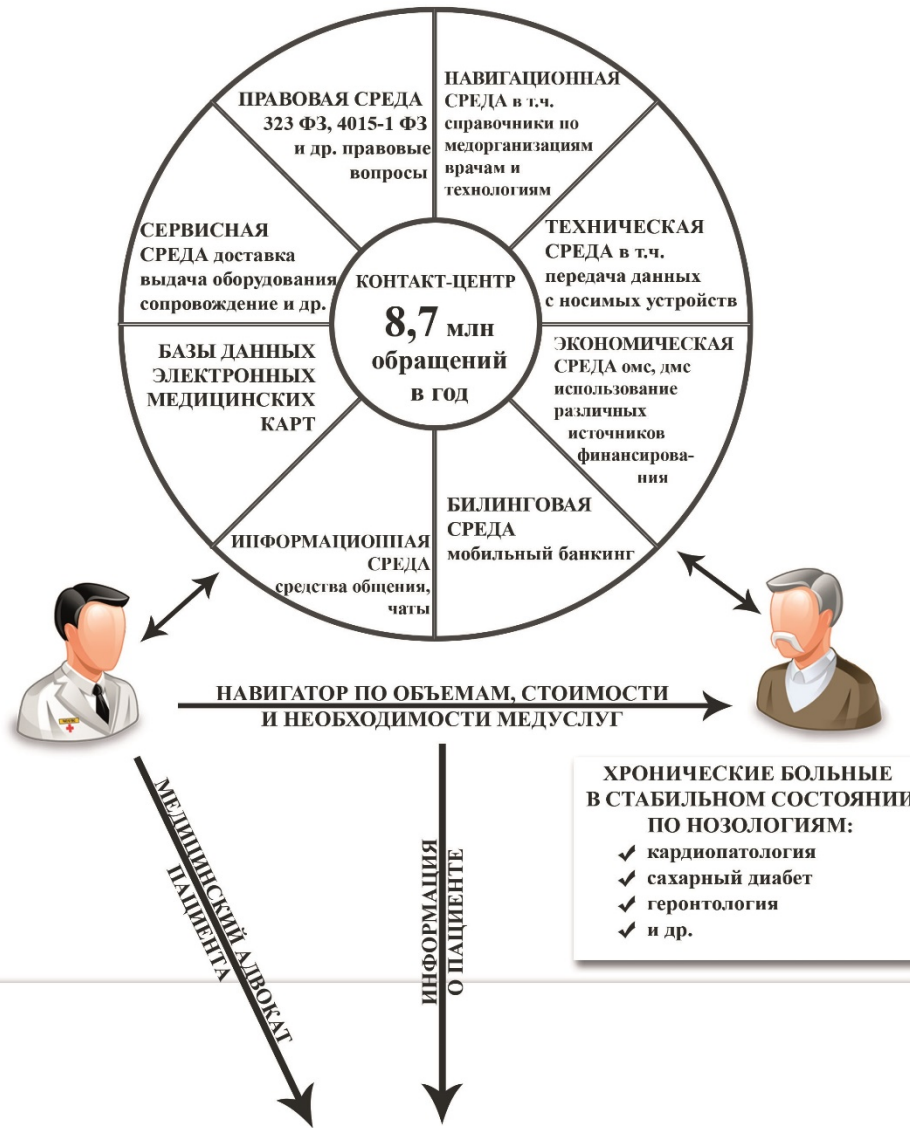 ПРАВОВАЯ СРЕДА
323 ФЗ, 4015-1 ФЗ
и др. правовые
вопросы
НАВИГАЦИОННАЯ
СРЕДА в т.ч.
справочники по
медорганизациям
врачам и
технологиям
СЕРВИСНАЯ
СРЕДА доставка
выдача оборудования
сопровождение и др.
ТЕХНИЧЕСКАЯ
СРЕДА в т.ч.
передача данных
с носимых устройств
КОНТАКТ-ЦЕНТР
8,7 млн
обращений
в год
БАЗЫ ДАННЫХ
ЭЛЕКТРОННЫХ
МЕДИЦИНСКИХ
КАРТ
ЭКОНОМИЧЕСКАЯ
СРЕДА омс, дмс
использование
различных
источников
финансирова-
ния
ИНФОРМАЦИОННАЯ
СРЕДА
средства общения,
чаты
БИЛИНГОВАЯ
СРЕДА
мобильный банкинг
НАВИГАТОР ПО ОБЪЕМАМ, СТОИМОСТИ
И НЕОБХОДИМОСТИ МЕДУСЛУГ
МЕДИЦИНСКИЙ АДВОКАТ
ПАЦИЕНТА
ИНФОРМАЦИЯ
О ПАЦИЕНТЕ
ХРОНИЧЕСКИЕ БОЛЬНЫЕ
В СТАБИЛЬНОМ СОСТОЯНИИ
ПО НОЗОЛОГИЯМ:
✓ кардиопатология
✓ сахарный диабет
✓ геронтология
✓ и др.